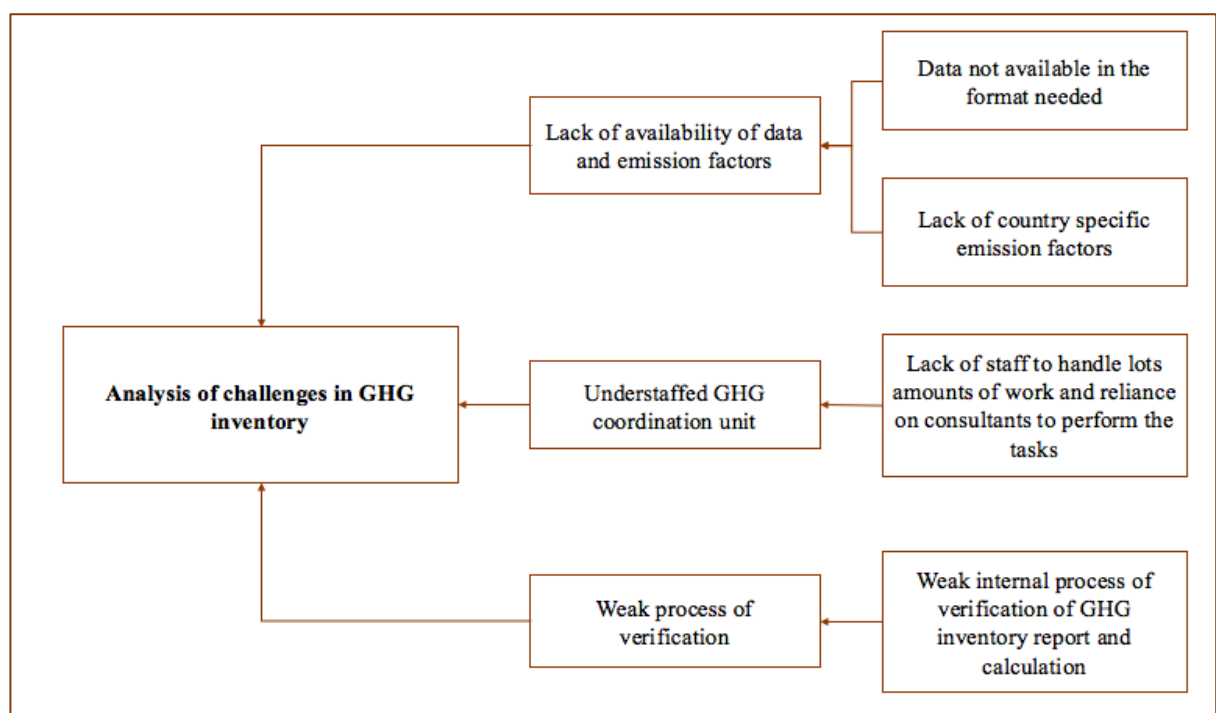 Data not available in the
format needed
Lack of availability of data
and emission factors
Lack of country specific
emission factors
Analysis of challenges in GHG
inventory
Understaffed GHG
coordination unit
Lack of staff to handle lots
amounts of work and reliance
on consultants to perform the
tasks
Weak process of
verification
Weak internal process of
verification of GHG
inventory report and
calculation